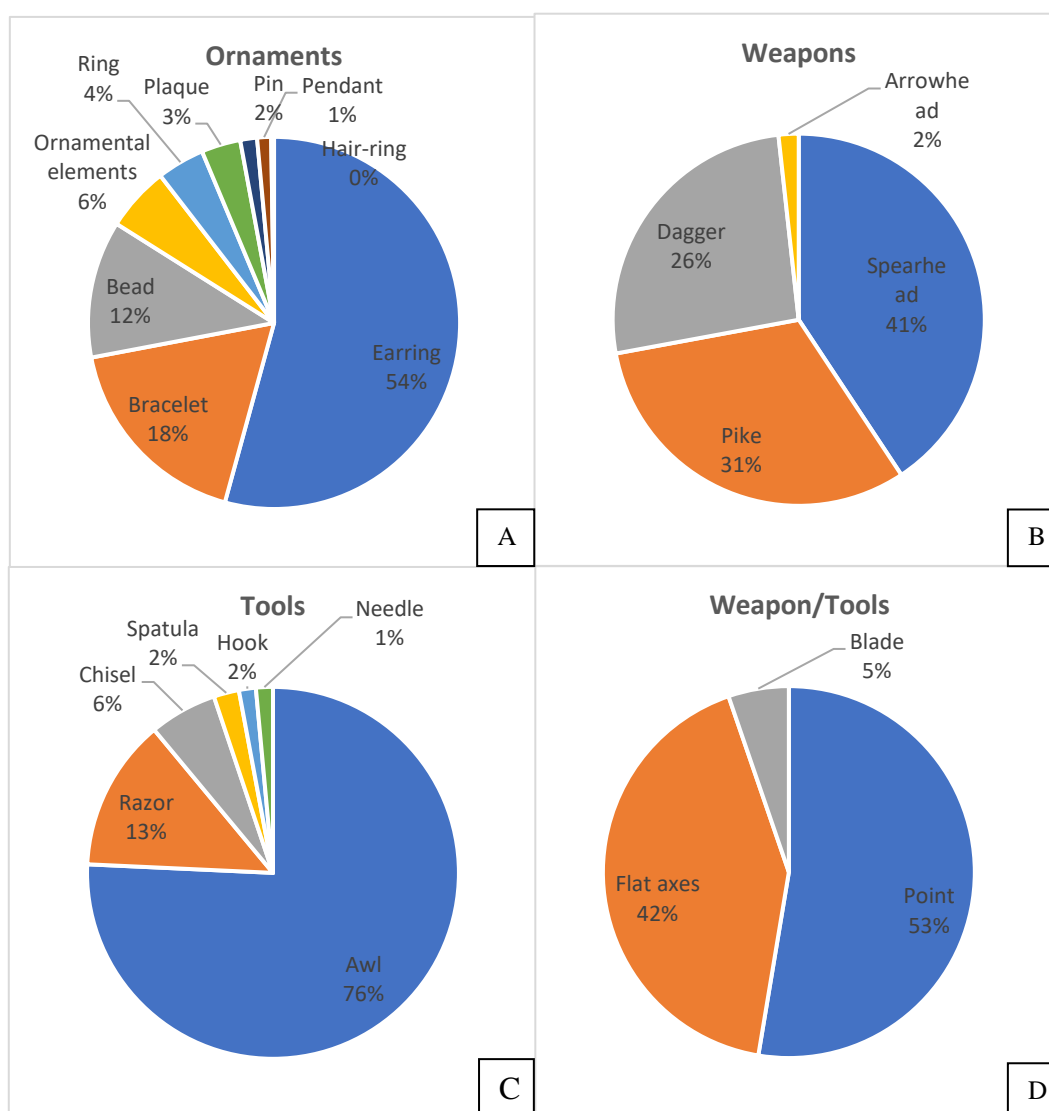 Ornaments
Ring
4%
Plaque
3%
Pin
2%
Pendant
1%
Hair-ring
0%
Ornamental
elements
6%
Bead
12%
Bracelet
18%
Earring
54%
A
Weapons
Arrowhe
ad
2%
Dagger
26%
Spearhe
ad
41%
Pike
31%
B
Tools
Needle
1%
Spatula
2%
Hook
2%
Chisel
6%
Razor
13%
Awl
76%
C
Weapon/Tools
Blade
5%
Flat axes
42%
Point
53%
D